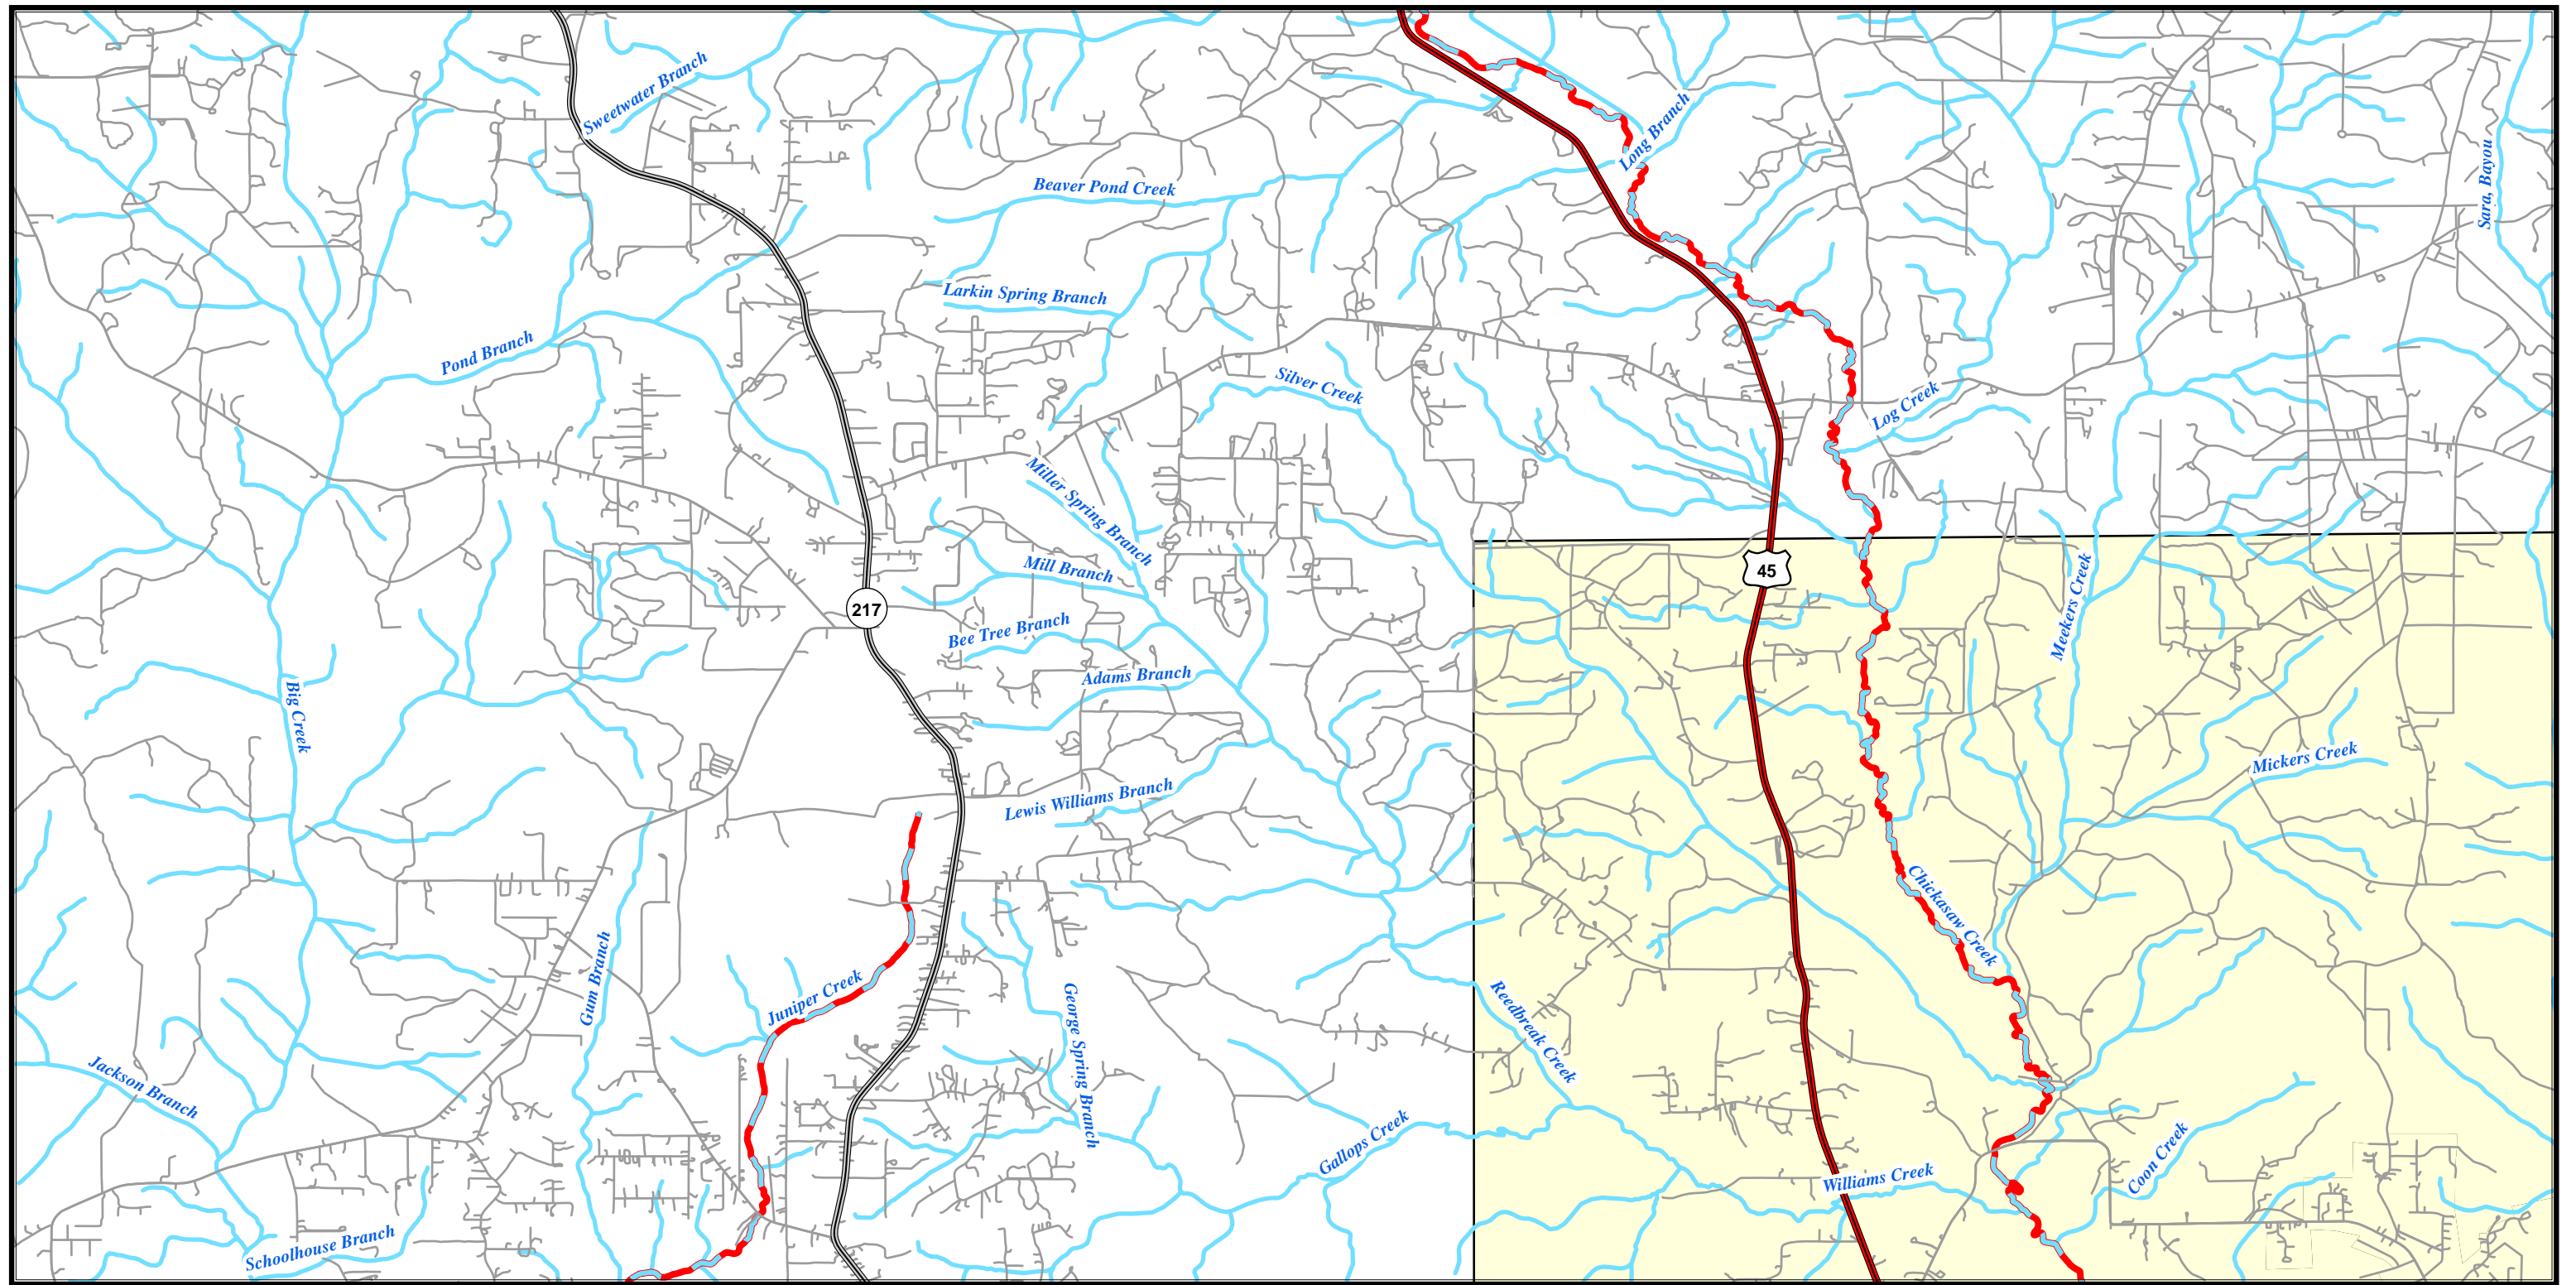 Sweetwater Branch
Long Branch
Sara, Bayou
Beaver Pond Creek
Larkin Spring Branch
Pond Branch
Silver Creek
Log Creek
Miller Spring Branch
Mill Branch
45
217
Meekers Creek
Bee Tree Branch
Adams Branch
Big Creek
Mickers Creek
Lewis Williams Branch
Chickasaw Creek
Gum Branch
Juniper Creek
George Spring Branch
Reedbreak Creek
Jackson Branch
Gallops Creek
Coon Creek
Williams Creek
Schoolhouse Branch